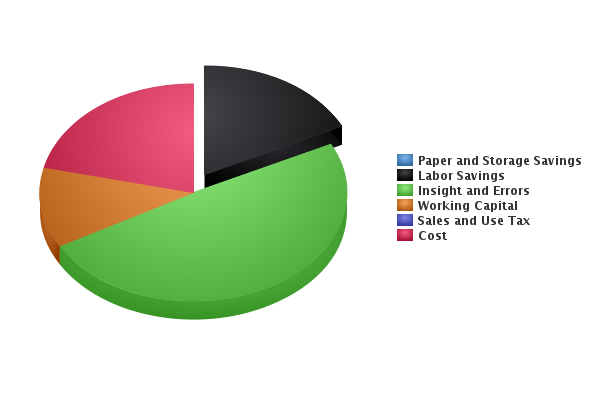 Paper and Storage Savings
Labor Savings
Insight and Errors
Working Capital
Sales and Use Tax
Cost